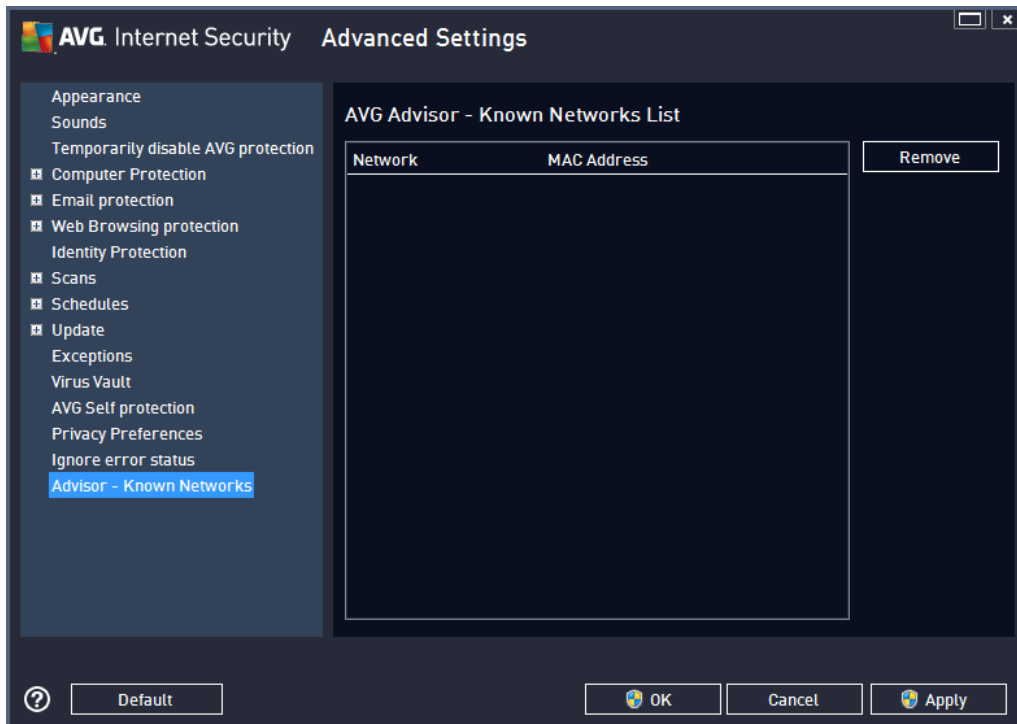 AVG. Internet Security Advanced Settings
Appearance
Sounds
Temporarily disable AVG protection
Computer Protection
Email protection
Web Browsing protection
Identity Protection
Scans
Schedules
Update
Exceptions
Virus Vault
AVG Self protection
Privacy Preferences
Ignore error status
Advisor - Known Networks
AVG Advisor - Known Networks List
Network MAC Address
Remove
Default
OK
Cancel
Apply